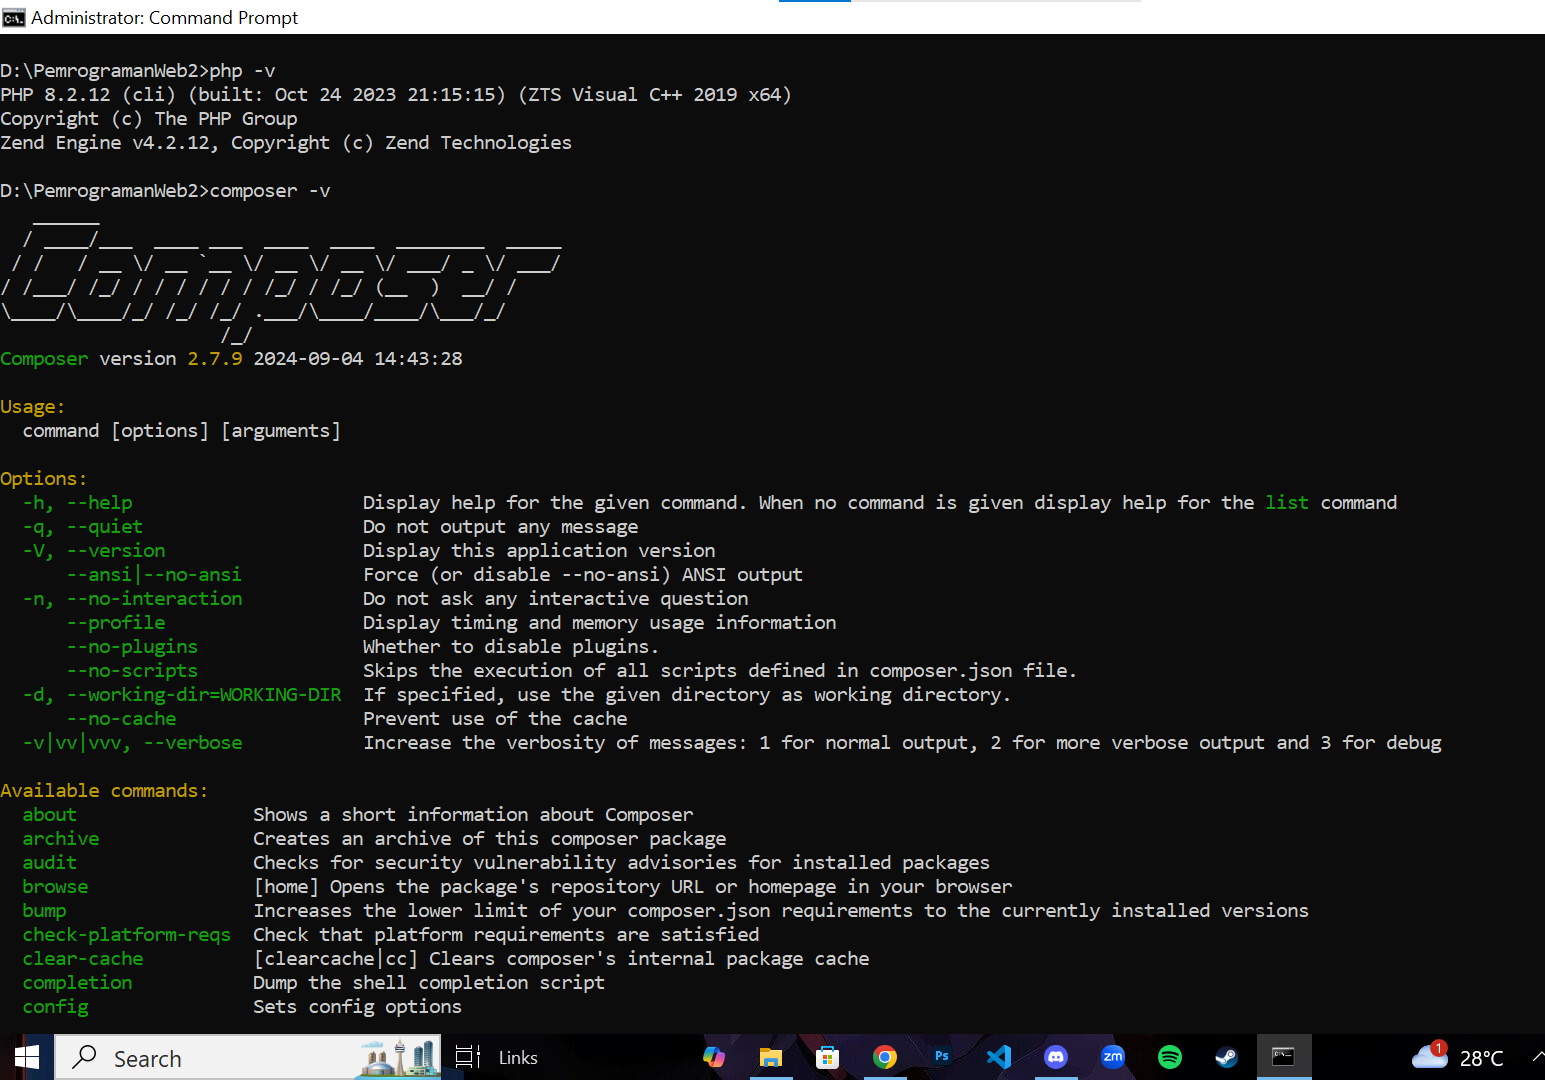 Administrator: Command Prompt
D:\PemrogramanWeb2>php -v
PHP 8.2.12 (cli) (built: Oct 24 2023 21:15:15) (ZTS Visual C++ 2019 x64)
Copyright (c) The PHP Group
Zend Engine v4.2.12, Copyright (c) Zend Technologies
D:\PemrogramanWeb2>composer -v
Composer
Composer version 2.7.9 2024-09-04 14:43:28
Usage:
command [options] [arguments]
Options:
-h, --help Display help for the given command. When no command is given display help for the list command
-q, --quiet Do not output any message
-V, --version Display this application version
--ansi|--no-ansi Force (or disable --no-ansi) ANSI output
-n, --no-interaction Do not ask any interactive question
--profile Display timing and memory usage information
--no-plugins Whether to disable plugins.
--no-scripts Skips the execution of all scripts defined in composer.json file.
-d, --working-dir=WORKING-DIR If specified, use the given directory as working directory.
--no-cache Prevent use of the cache
-v|vv|vvv, --verbose Increase the verbosity of messages: 1 for normal output, 2 for more verbose output and 3 for debug
Available commands:
about Shows a short information about Composer
archive Creates an archive of this composer package
audit Checks for security vulnerability advisories for installed packages
browse [home] Opens the package's repository URL or homepage in your browser
bump Increases the lower limit of your composer.json requirements to the currently installed versions
check-platform-reqs Check that platform requirements are satisfied
clear-cache [clearcache|cc] Clears composer's internal package cache
completion Dump the shell completion script
config Sets config options
Search Links Ps zm 1 28°C